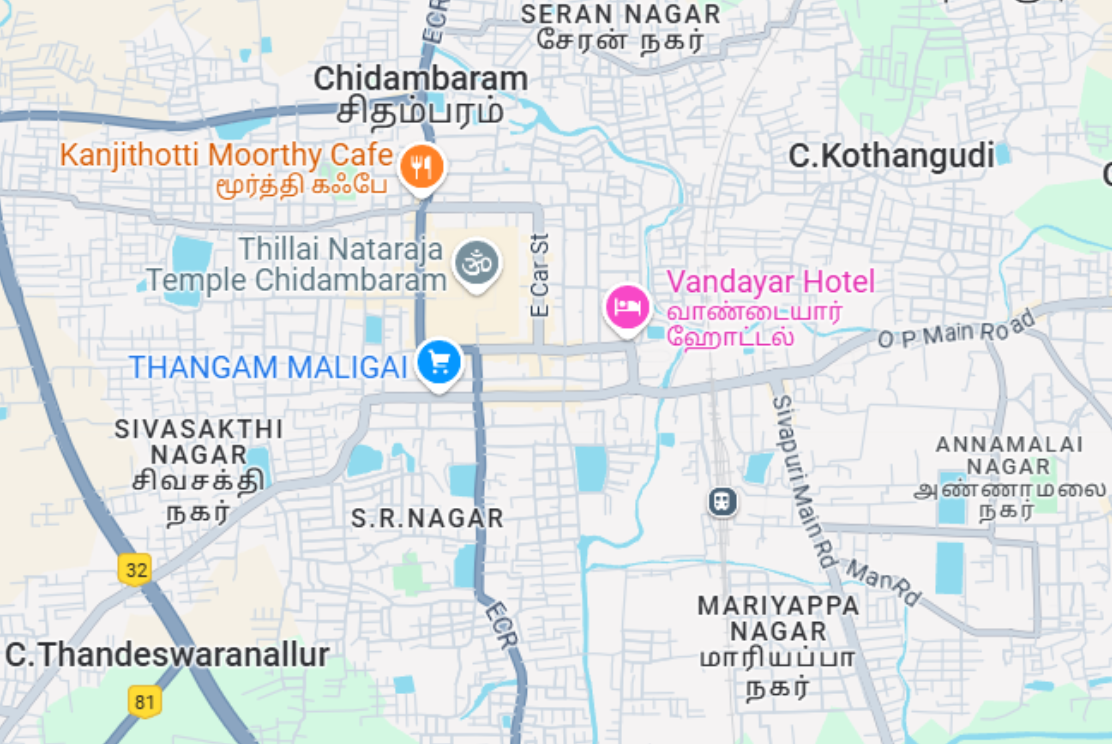 ECR
SERAN NAGAR
சேரன் நகர்
Chidambaram
சிதம்பரம்
Kanjithotti Moorthy Cafe
மூர்த்தி கஃபே
C.Kothangudi
Thillai Nataraja
Temple Chidambaram
E Car St
Vandayar Hotel
வாண்டையார்
ஹோட்டல்
O P Main Road
THANGAM MALIGAI
SIVASAKTHI
NAGAR
சிவசக்தி
நகர்
Sivapuri Main Rd
ANNAMALAI
NAGAR
அண்ணாமலை
நகர்
S.R.NAGAR
32
Man Rd
ECR
MARIYAPPA
NAGAR
மாரியப்பா
நகர்
C.Thandeswaranallur
81